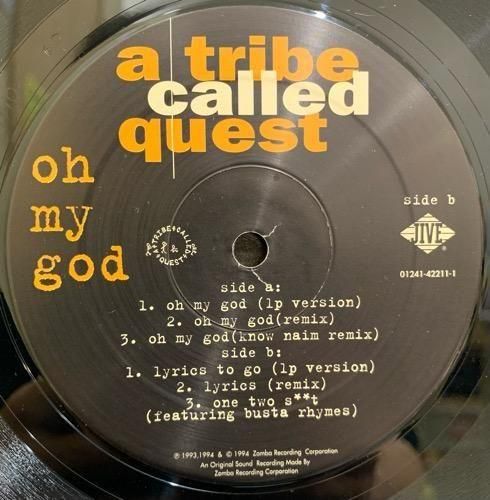 a tribe
called
quest
oh
my
god
side b
JIVE
01241-42211-1
A TRIBE CALLED
QUEST
side a:
1. oh my god (lp version)
2. oh my god(remix)
3. oh my god(know naim remix)
side b:
1. lyrics to go (lp version)
2. lyrics (remix)
3. one two s**t
(featuring busta rhymes)
℗ 1993,1994 & © 1994 Zomba Recording Corporation
An Original Sound Recording Made By
Zomba Recording Corporation